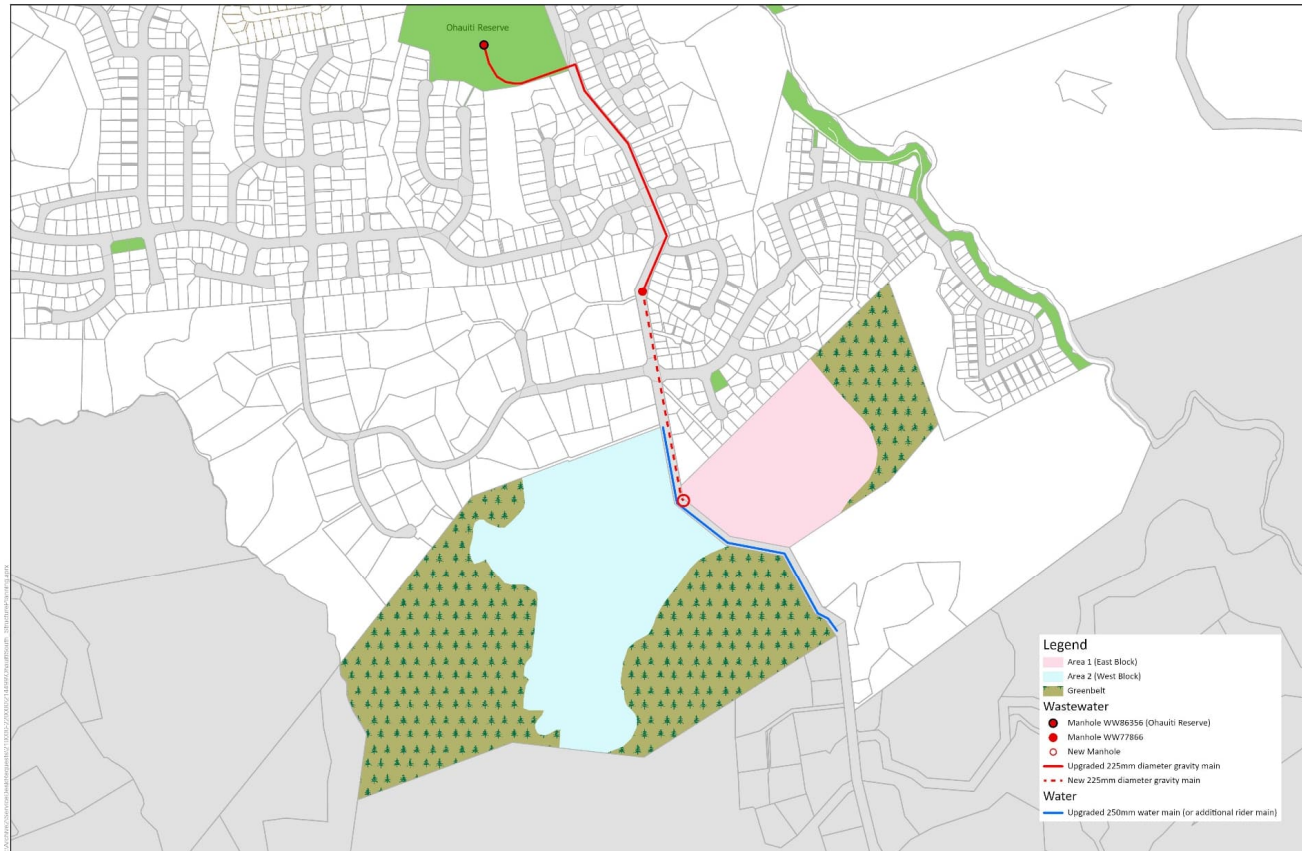 Ohauiti Reserve
Legend
Area 1 (East Block)
Area 2 (West Block)
Greenbelt
Wastewater
Manhole WW86356 (Ohauiti Reserve)
Manhole WW77866
New Manhole
Upgraded 225mm diameter gravity main
New 225mm diameter gravity main
Water
Upgraded 250mm water main (or additional rider main)